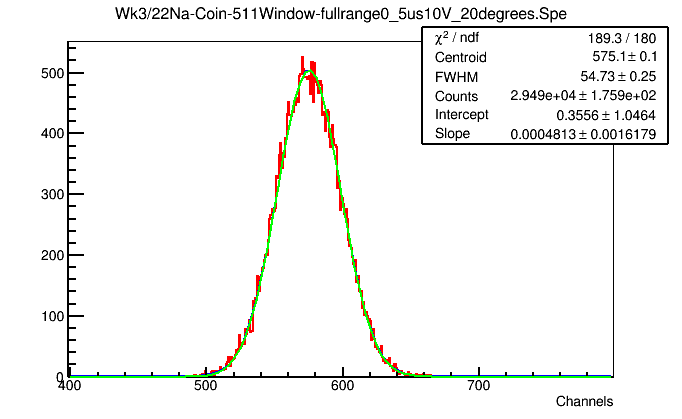 Wk3/22Na-Coin-511Window-fullrange0_5us10V_20degrees.Spe
χ² / ndf 189.3 / 180
Centroid 575.1 ± 0.1
FWHM 54.73 ± 0.25
Counts 2.949e+04 ± 1.759e+02
Intercept 0.3556 ± 1.0464
Slope 0.0004813 ± 0.0016179
500
400
300
200
100
0
400 500 600 700
Channels